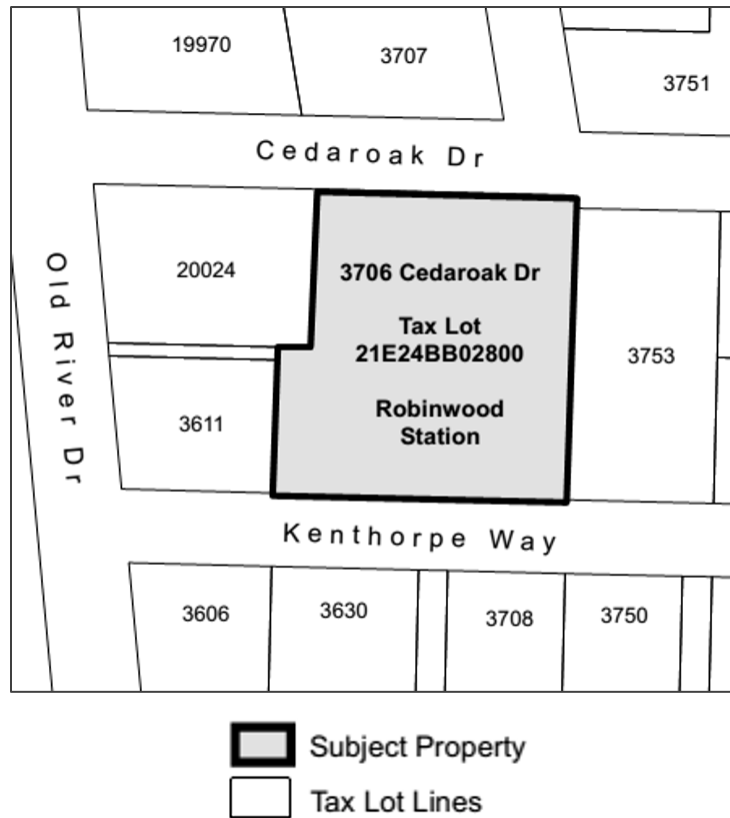 19970
3707
3751
Cedaroak Dr
Old River Dr
20024
3706 Cedaroak Dr
Tax Lot
21E24BB02800
Robinwood
Station
3753
3611
Kenthorpe Way
3606
3630
3708
3750
Subject Property
Tax Lot Lines